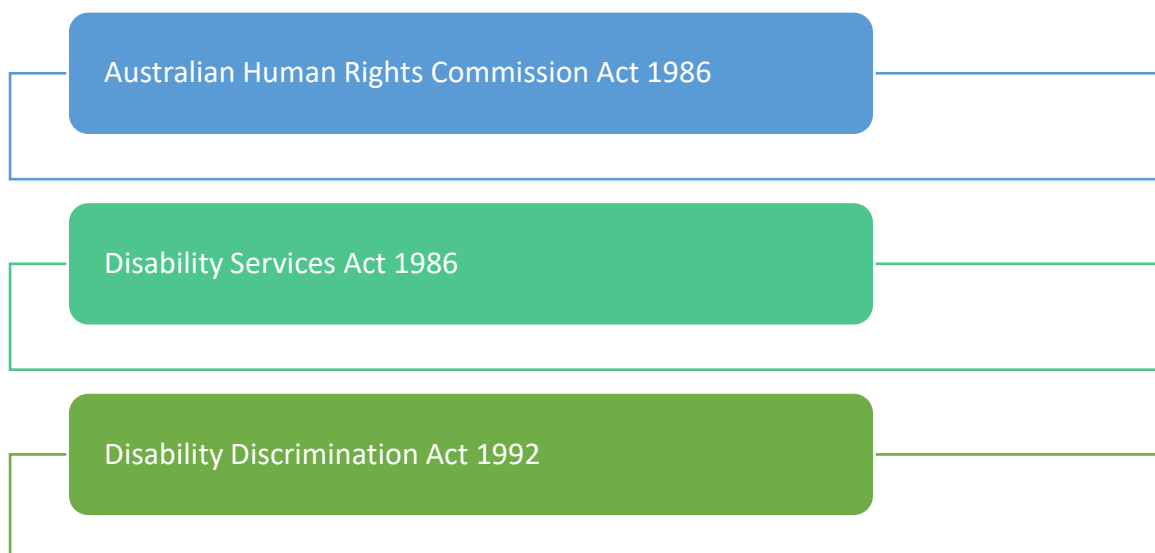 Australian Human Rights Commission Act 1986
Disability Services Act 1986
Disability Discrimination Act 1992